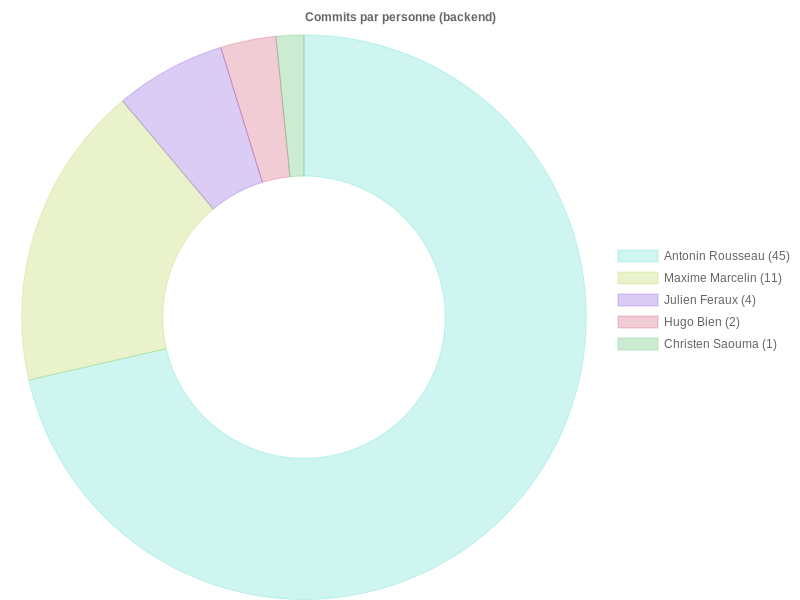 Commits par personne (backend)
Antonin Rousseau (45)
Maxime Marcelin (11)
Julien Feraux (4)
Hugo Bien (2)
Christen Saouma (1)